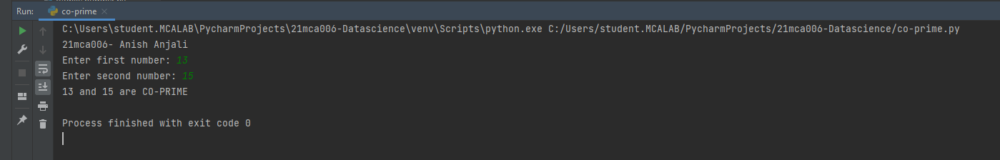 Run: co-prime
C:\Users\student.MCALAB\PycharmProjects\21mca006-Datascience\venv\Scripts\python.exe C:/Users/student.MCALAB/PycharmProjects/21mca006-Datascience/co-prime.py
21mca006- Anish Anjali
Enter first number: 13
Enter second number: 15
13 and 15 are CO-PRIME
Process finished with exit code 0